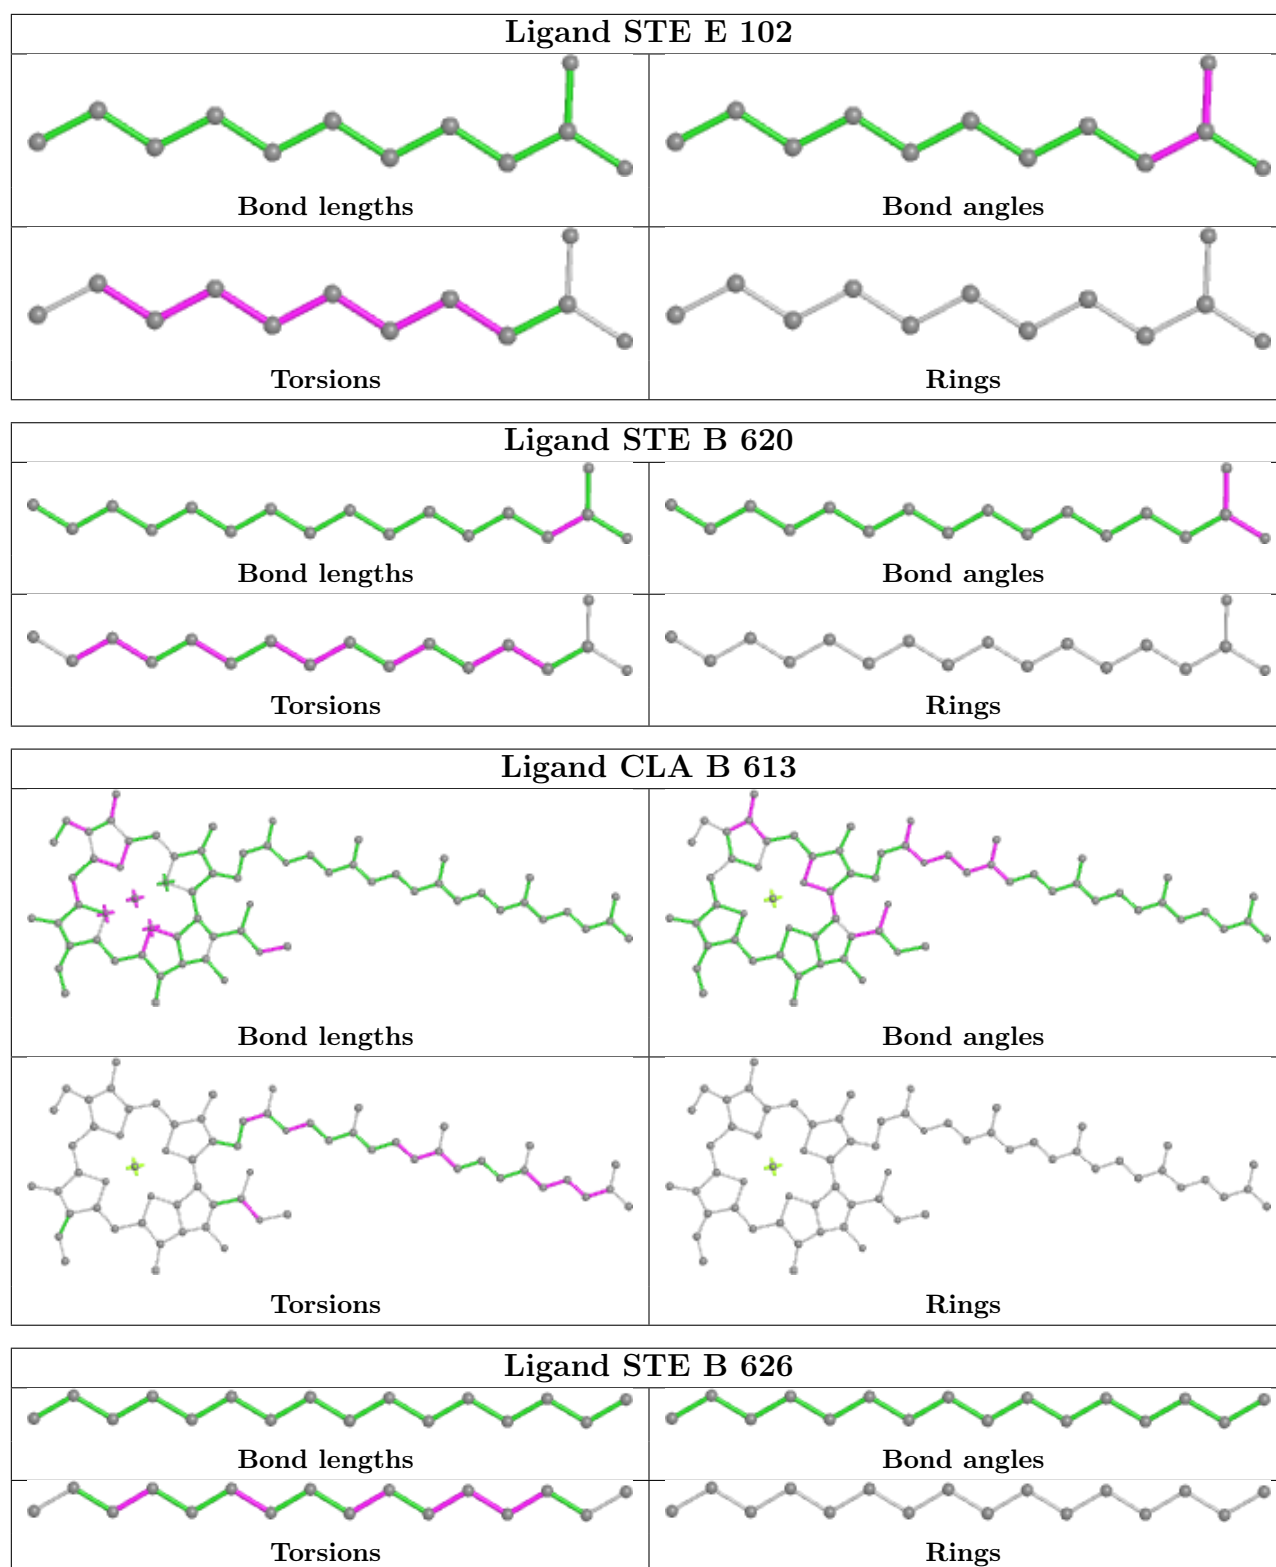 Ligand STE E 102
Bond lengths
Bond angles
Torsions
Rings
Ligand STE B 620
Bond lengths
Bond angles
Torsions
Rings
Ligand CLA B 613
Bond lengths
Bond angles
Torsions
Rings
Ligand STE B 626
Bond lengths
Bond angles
Torsions
Rings